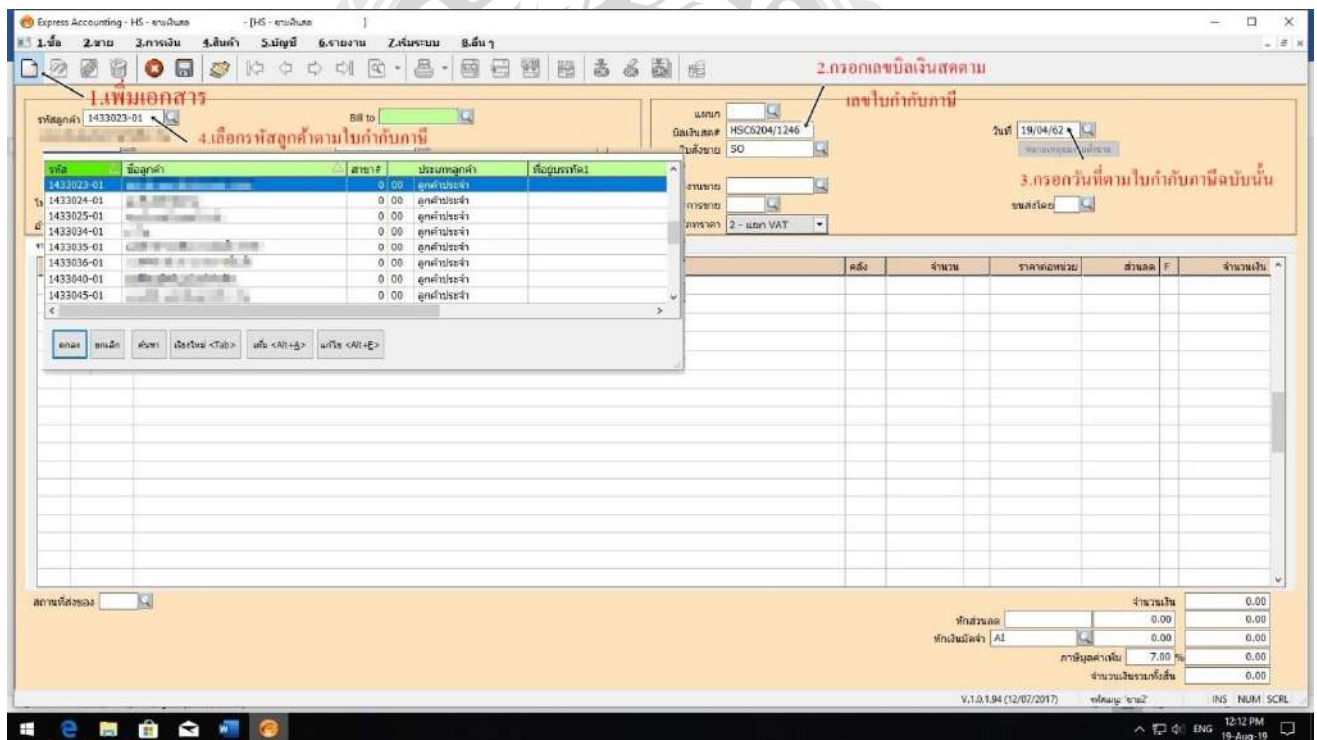 Express Accounting - HS - ขายเงินสด - [HS - ขายเงินสด ]
1.ซื้อ 2.ขาย 3.การเงิน 4.สินค้า 5.บัญชี 6.รายงาน 7.เริ่มระบบ 8.อื่น ๆ
2.กรอกเลขบิลเงินสดตาม
เลขใบกำกับภาษี
1.เพิ่มเอกสาร
รหัสลูกค้า 1433023-01 Bill to
4.เลือกรหัสลูกค้าตามใบกำกับภาษี
แผนก
บิลเงินสด# HSC6204/1246 วันที่ 19/04/62
ใบสั่งขาย SO
3.กรอกวันที่ตามใบกำกับภาษีฉบับนั้น
ขนส่งโดย
2 - แยก VAT
รหัส ชื่อลูกค้า สาขา# ประเภทลูกค้า ที่อยู่บรรทัด1
1433023-01 0 00 ลูกค้าประจำ
1433024-01 0 00 ลูกค้าประจำ
1433025-01 0 00 ลูกค้าประจำ
1433034-01 0 00 ลูกค้าประจำ
1433035-01 0 00 ลูกค้าประจำ
1433036-01 0 00 ลูกค้าประจำ
1433040-01 0 00 ลูกค้าประจำ
1433045-01 0 00 ลูกค้าประจำ
ตกลง ยกเลิก ค้นหา เรียงใหม่ <Tab> เพิ่ม <Alt+A> แก้ไข <Alt+E>
คลัง จำนวน ราคาต่อหน่วย ส่วนลด F จำนวนเงิน
สถานที่ส่งของ
จำนวนเงิน 0.00
หักส่วนลด 0.00 0.00
หักเงินมัดจำ AI 0.00 0.00
ภาษีมูลค่าเพิ่ม 7.00 % 0.00
จำนวนเงินรวมทั้งสิ้น 0.00
V.1.0.1.94 (12/07/2017) INS NUM SCRL
ENG 12:12 PM
19-Aug-19